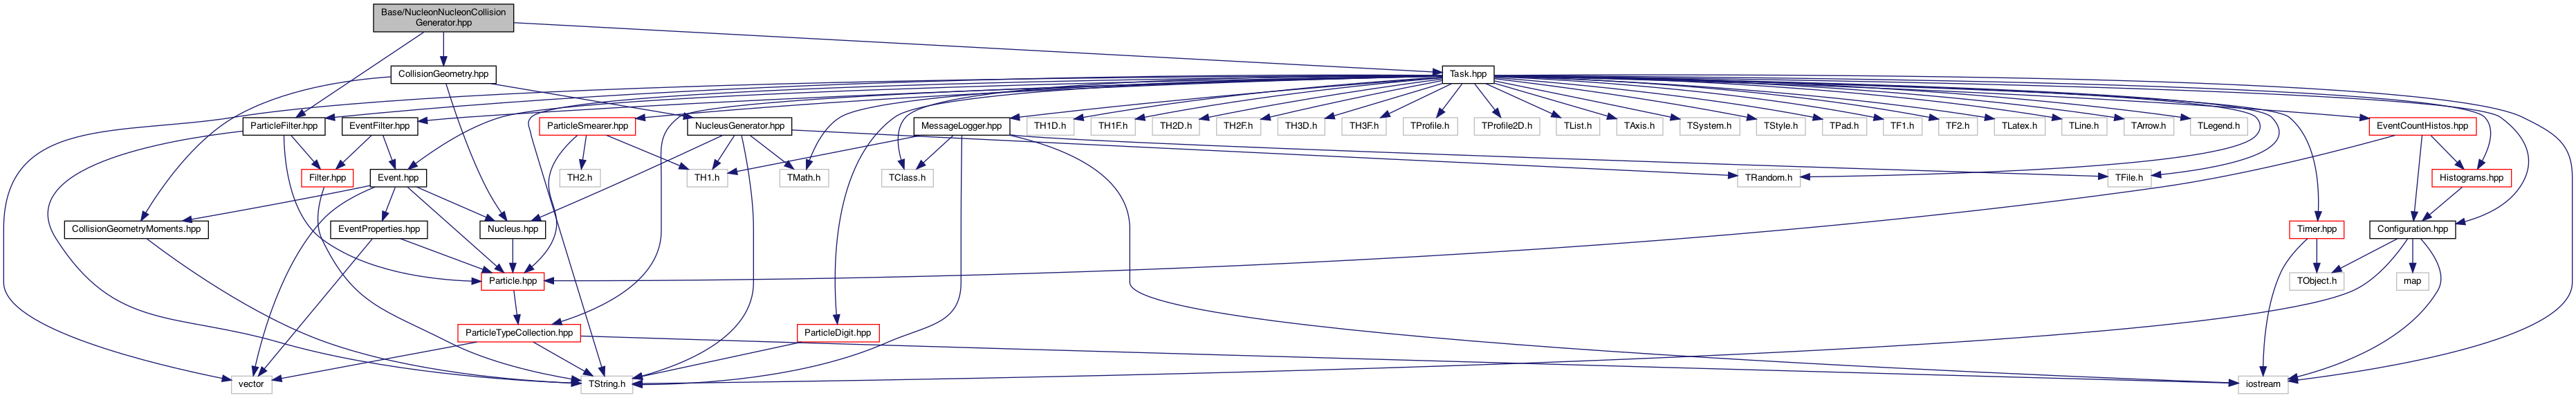 Base/NucleonNucleonCollision
Generator.hpp
CollisionGeometry.hpp
Task.hpp
ParticleFilter.hpp
EventFilter.hpp
ParticleSmearer.hpp
NucleusGenerator.hpp
MessageLogger.hpp
TH1D.h
TH1F.h
TH2D.h
TH2F.h
TH3D.h
TH3F.h
TProfile.h
TProfile2D.h
TList.h
TAxis.h
TSystem.h
TStyle.h
TPad.h
TF1.h
TF2.h
TLatex.h
TLine.h
TArrow.h
TLegend.h
EventCountHistos.hpp
Filter.hpp
Event.hpp
TH2.h
TH1.h
TMath.h
TClass.h
TRandom.h
TFile.h
Histograms.hpp
CollisionGeometryMoments.hpp
EventProperties.hpp
Nucleus.hpp
Timer.hpp
Configuration.hpp
Particle.hpp
TObject.h
map
ParticleTypeCollection.hpp
ParticleDigit.hpp
vector
TString.h
iostream